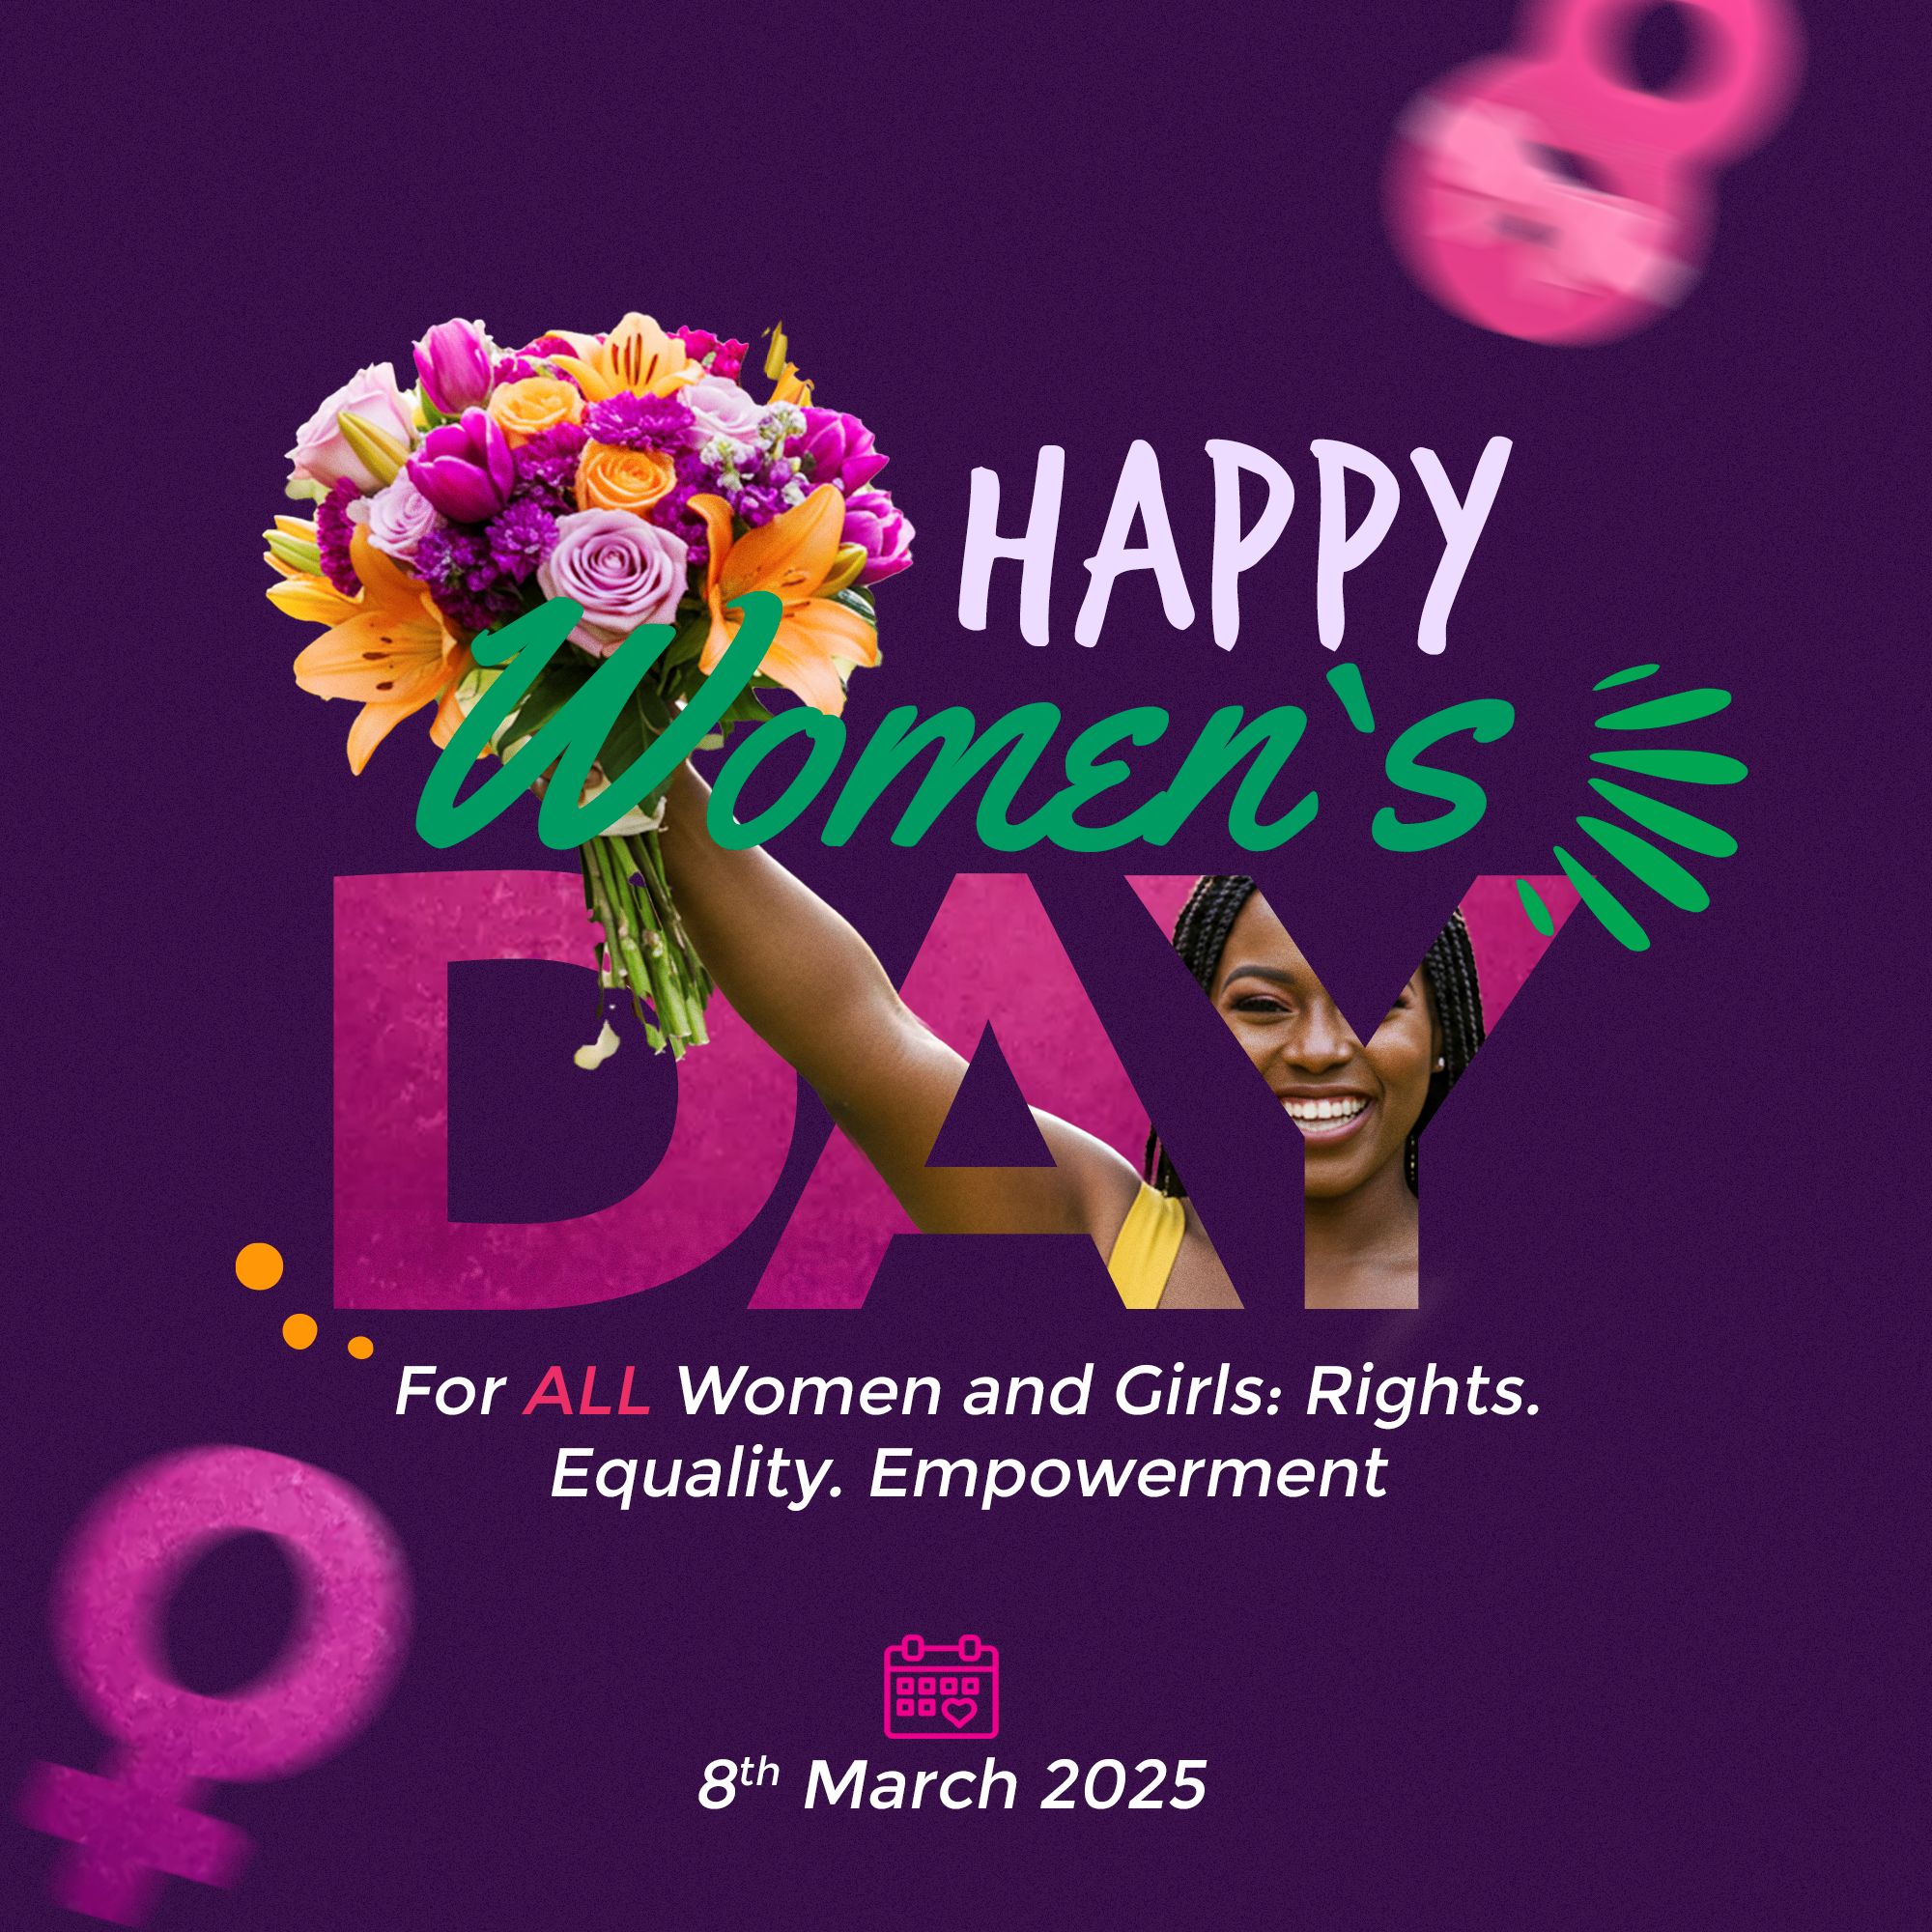 HAPPY
Women`s
DAY
For ALL Women and Girls: Rights.
Equality. Empowerment
8th March 2025